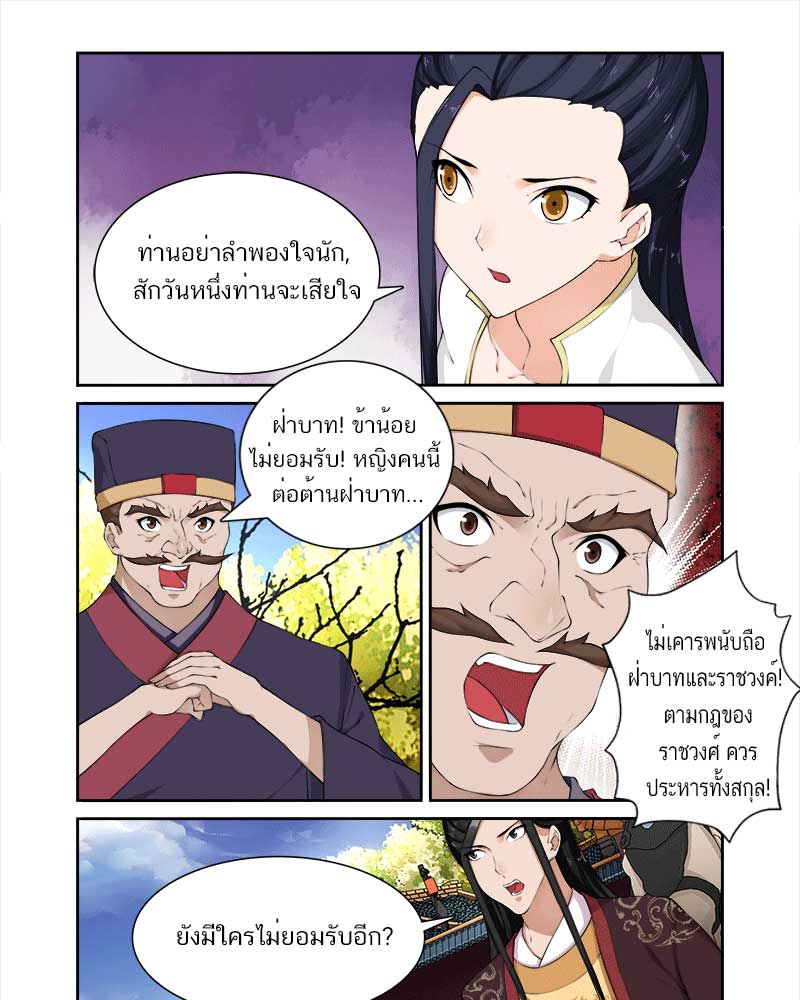 ท่านอย่าลำพองใจนัก,
สักวันหนึ่งท่านจะเสียใจ
ฝ่าบาท! ข้าน้อย
ไม่ยอมรับ! หญิงคนนี้
ต่อต้านฝ่าบาท...
ไม่เคารพนับถือ
ฝ่าบาทและราชวงค์!
ตามกฎของ
ราชวงศ์ ควร
ประหารทั้งสกุล!
ยังมีใครไม่ยอมรับอีก?